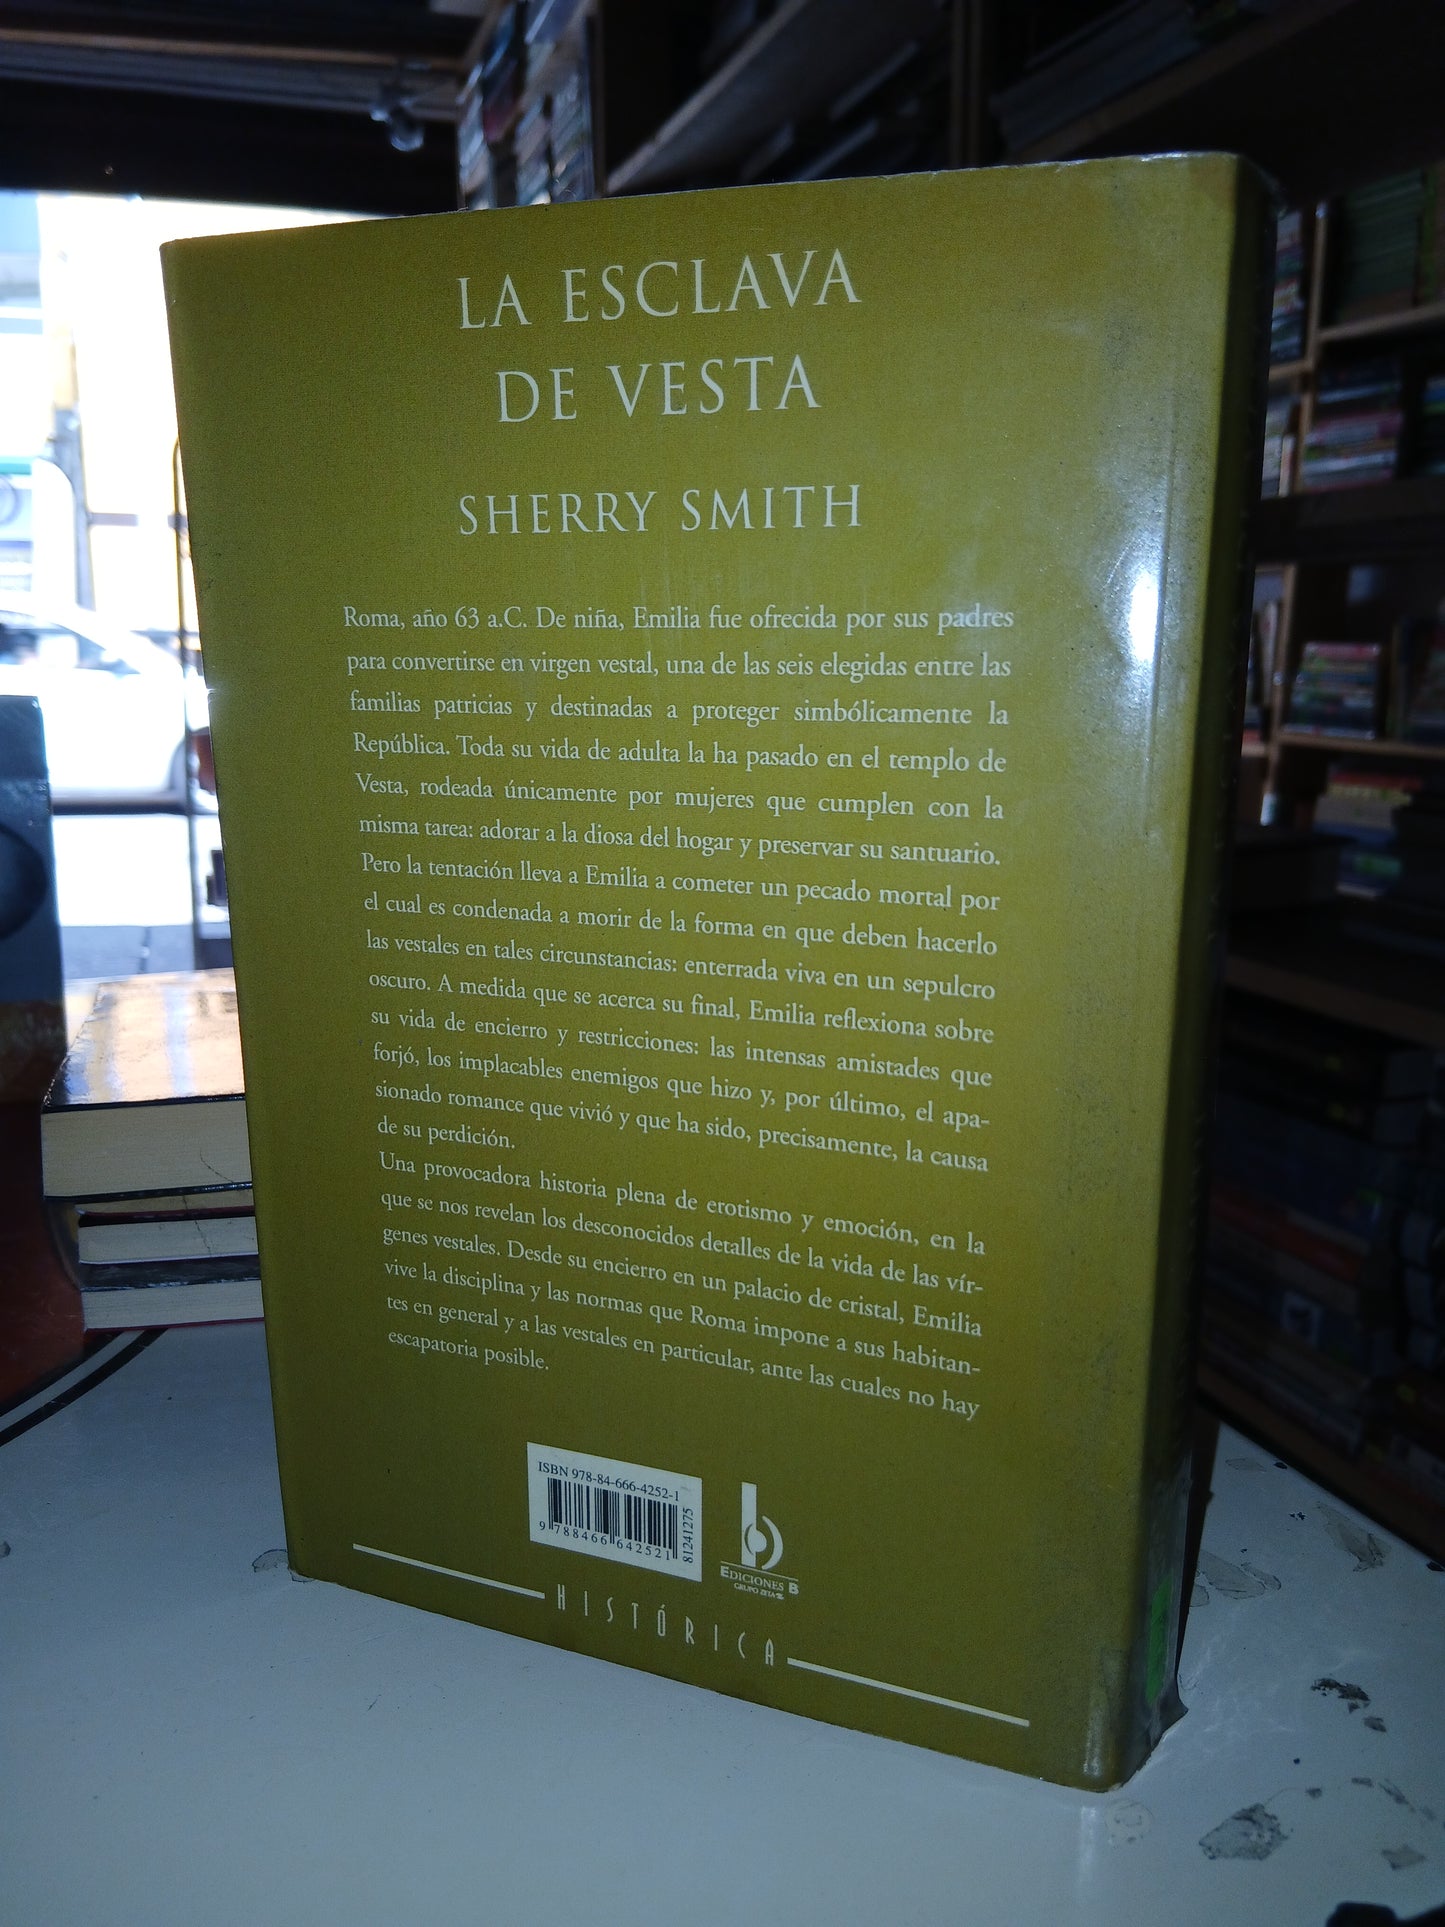 LA ESCLAVA
DE VESTA
SHERRY SMITH
Roma, año 63 a.C. De niña, Emilia fue ofrecida por sus padres
para convertirse en virgen vestal, una de las seis elegidas entre las
familias patricias y destinadas a proteger simbólicamente la
República. Toda su vida de adulta la ha pasado en el templo de
Vesta, rodeada únicamente por mujeres que cumplen con la
misma tarea: adorar a la diosa del hogar y preservar su santuario.
Pero la tentación lleva a Emilia a cometer un pecado mortal por
el cual es condenada a morir de la forma en que deben hacerlo
las vestales en tales circunstancias: enterrada viva en un sepulcro
oscuro. A medida que se acerca su final, Emilia reflexiona sobre
su vida de encierro y restricciones: las intensas amistades que
forjó, los implacables enemigos que hizo y, por último, el apa-
sionado romance que vivió y que ha sido, precisamente, la causa
de su perdición.
Una provocadora historia plena de erotismo y emoción, en la
que se nos revelan los desconocidos detalles de la vida de las vír-
genes vestales. Desde su encierro en un palacio de cristal, Emilia
vive la disciplina y las normas que Roma impone a sus habitan-
tes en general y a las vestales en particular, ante las cuales no hay
escapatoria posible.
ISBN 978-84-666-4252-1
9 788466 642521
81241275
EDICIONES B
GRUPO ZETA
HISTÓRICA